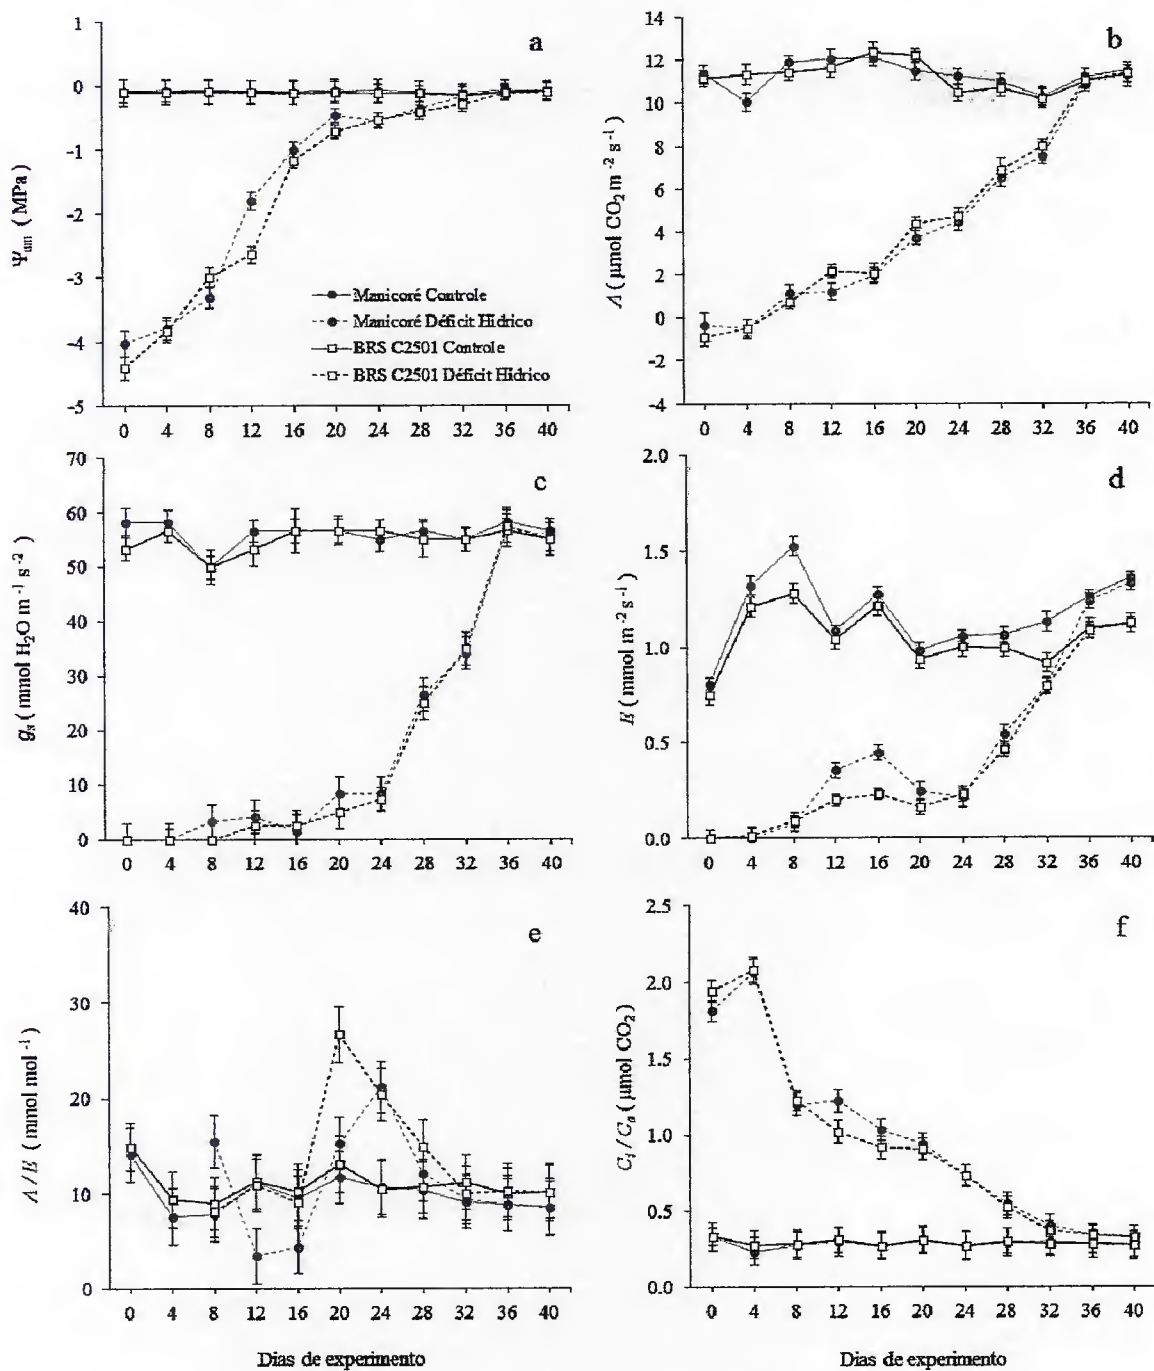 a
Ψam (MPa)
1
0
-1
-2
-3
-4
-5
Manicoré Controle
Manicoré Déficit Hídrico
BRS C2501 Controle
BRS C2501 Déficit Hídrico
0 4 8 12 16 20 24 28 32 36 40
b
A ( μmol CO2 m-2 s-1)
14
12
10
8
6
4
2
0
-2
-4
0 4 8 12 16 20 24 28 32 36 40
c
gs ( mmol H2O m-1 s-2)
70
60
50
40
30
20
10
0
0 4 8 12 16 20 24 28 32 36 40
d
E ( mmol m-2 s-1)
2.0
1.5
1.0
0.5
0.0
0 4 8 12 16 20 24 28 32 36 40
e
A/E ( mmol mol-1)
40
30
20
10
0
0 4 8 12 16 20 24 28 32 36 40
Dias de experimento
f
Ci/Ca ( μmol CO2)
2.5
2.0
1.5
1.0
0.5
0.0
0 4 8 12 16 20 24 28 32 36 40
Dias de experimento